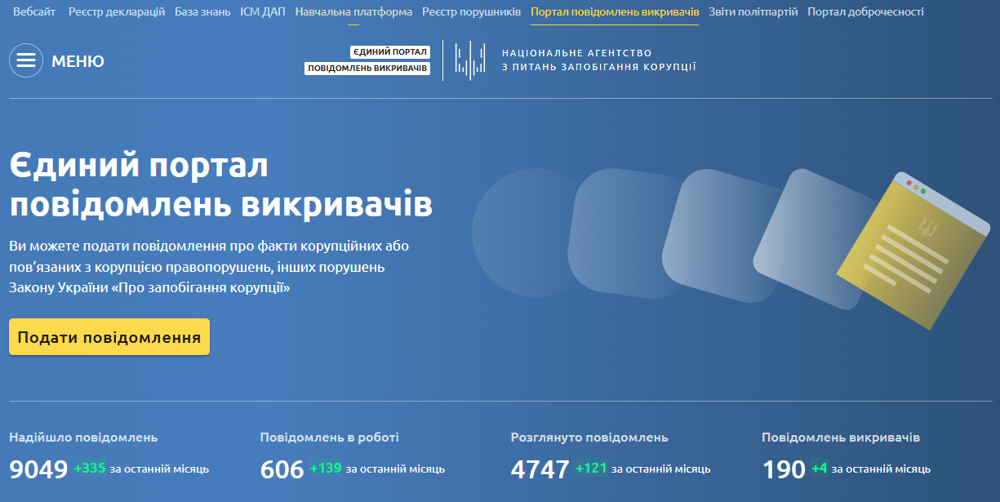 Вебсайт Реєстр декларацій База знань ІСМ ДАП Навчальна платформа Реєстр порушників Портал повідомлень викривачів Звіти політпартій Портал доброчесності
МЕНЮ
ЄДИНИЙ ПОРТАЛ
ПОВІДОМЛЕНЬ ВИКРИВАЧІВ
НАЦІОНАЛЬНЕ АГЕНТСТВО
З ПИТАНЬ ЗАПОБІГАННЯ КОРУПЦІЇ
Єдиний портал
повідомлень викривачів
Ви можете подати повідомлення про факти корупційних або
пов’язаних з корупцією правопорушень, інших порушень
Закону України «Про запобігання корупції»
Подати повідомлення
Надійшло повідомлень
9049 +335 за останній місяць
Повідомлень в роботі
606 +139 за останній місяць
Розглянуто повідомлень
4747 +121 за останній місяць
Повідомлень викривачів
190 +4 за останній місяць